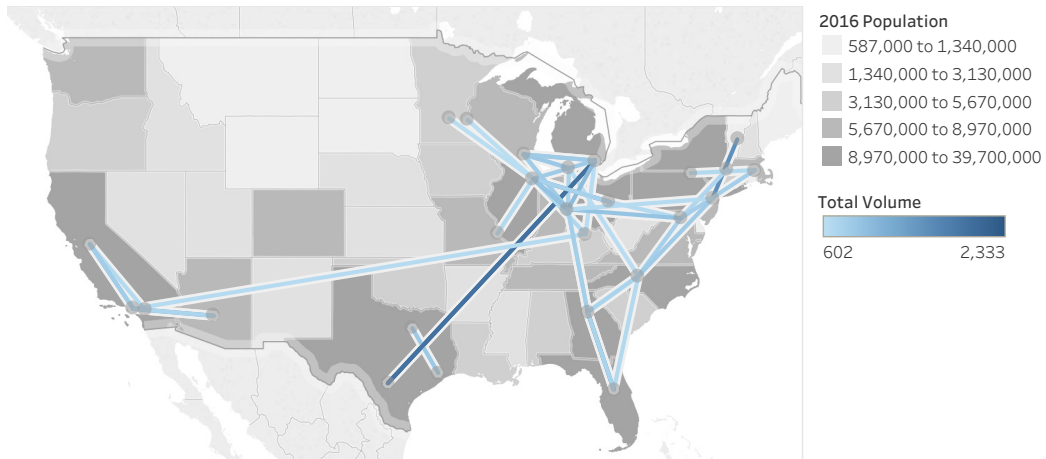 2016 Population
587,000 to 1,340,000
1,340,000 to 3,130,000
3,130,000 to 5,670,000
5,670,000 to 8,970,000
8,970,000 to 39,700,000
Total Volume
602 2,333